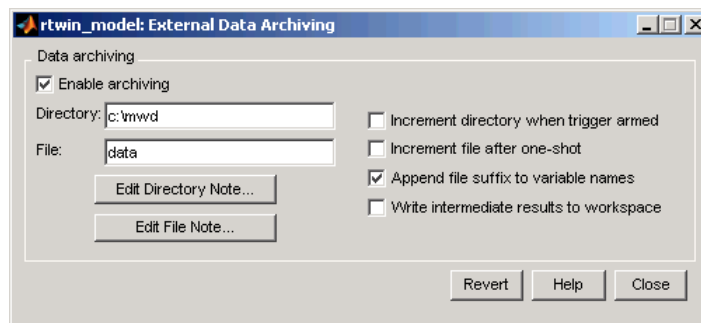 rtwin_model: External Data Archiving
Data archiving
Enable archiving
Directory: c:\mwd
File: data
Edit Directory Note...
Edit File Note...
Increment directory when trigger armed
Increment file after one-shot
Append file suffix to variable names
Write intermediate results to workspace
Revert Help Close